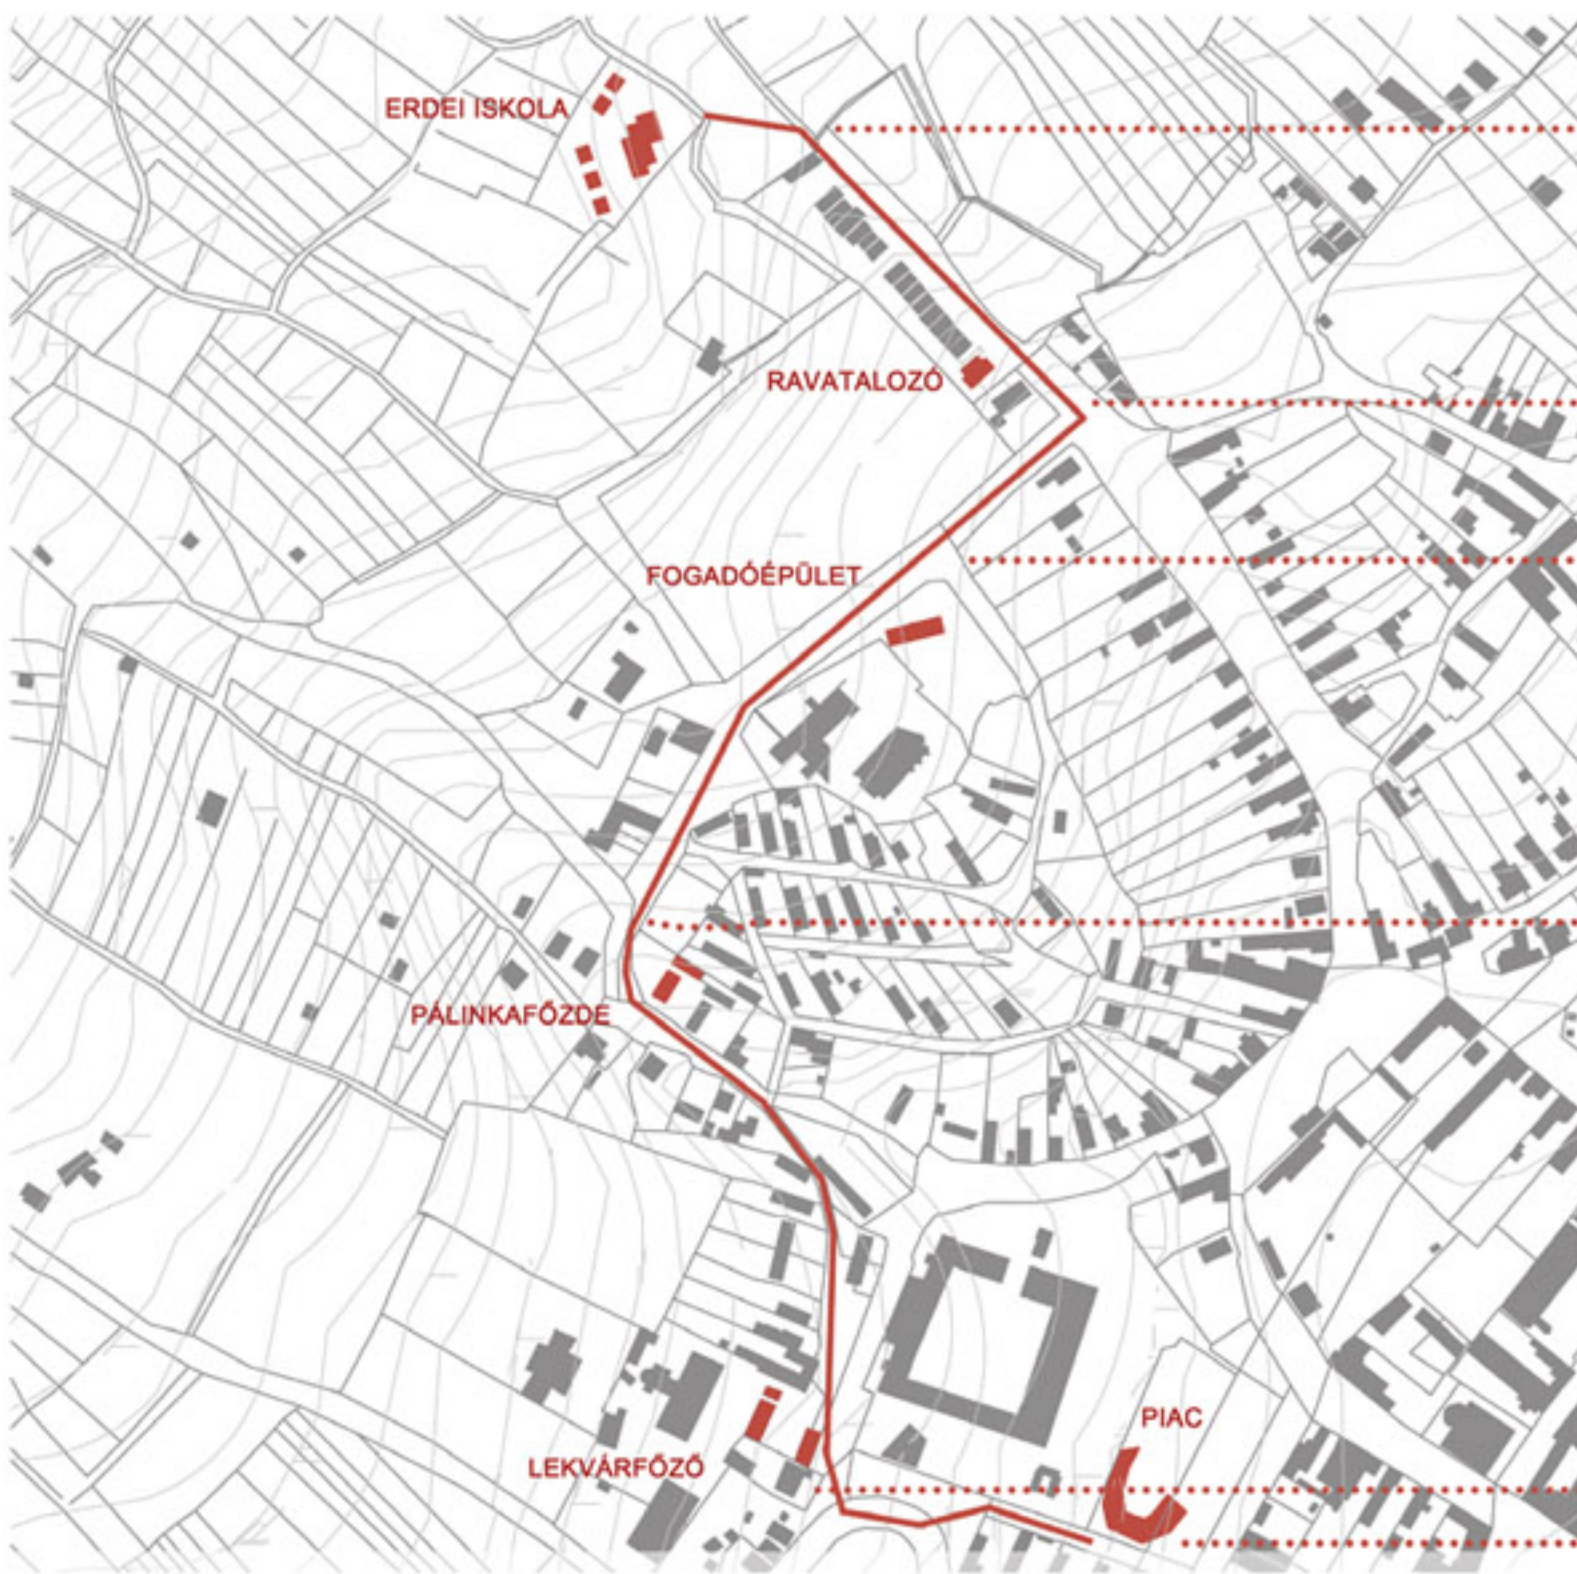 ERDEI ISKOLA
RAVATALOZÓ
FOGADÓÉPÜLET
PÁLINKAFŐZDE
PIAC
LEKVÁRFŐZŐ